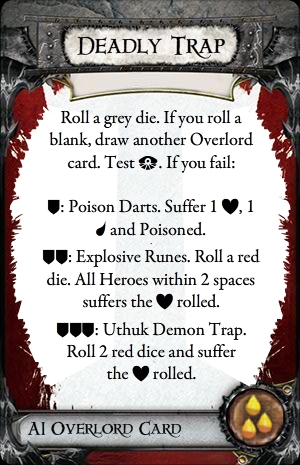 Deadly Trap
Roll a grey die. If you roll a
blank, draw another Overlord
card. Test . If you fail:
: Poison Darts. Suffer 1 , 1
and Poisoned.
: Explosive Runes. Roll a red
die. All Heroes within 2 spaces
suffers the rolled.
: Uthuk Demon Trap.
Roll 2 red dice and suffer
the rolled.
AI Overlord Card